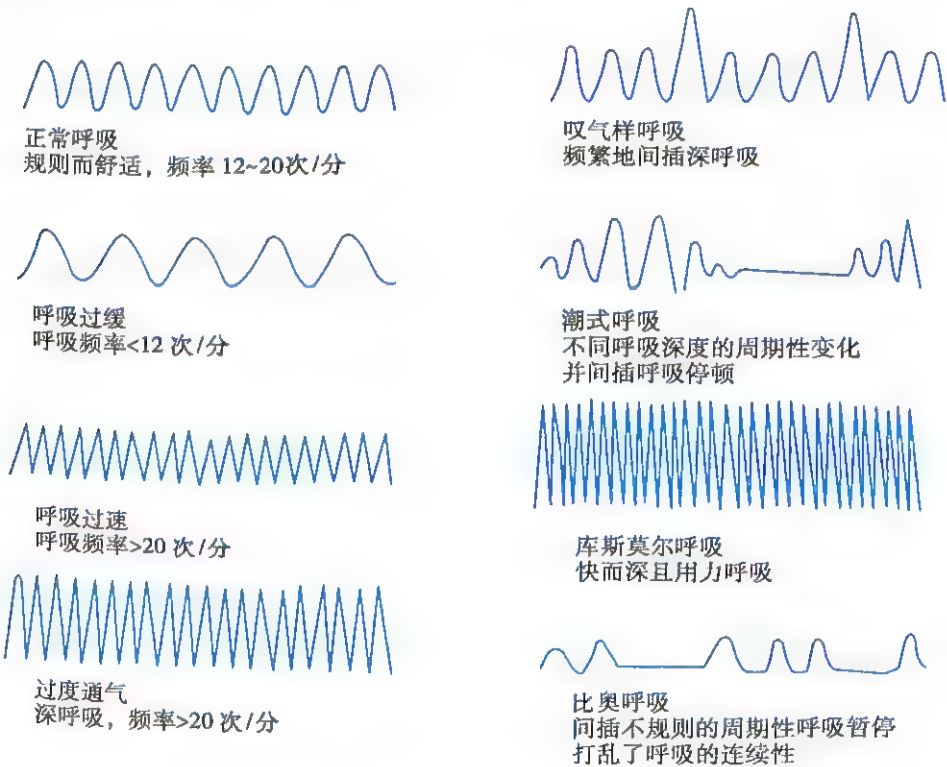 正常呼吸
规则而舒适，频率 12~20次/分
叹气样呼吸
频繁地间插深呼吸
呼吸过缓
呼吸频率<12 次/分
潮式呼吸
不同呼吸深度的周期性变化
并间插呼吸停顿
呼吸过速
呼吸频率>20 次/分
库斯莫尔呼吸
快而深且用力呼吸
过度通气
深呼吸，频率>20 次/分
比奥呼吸
间插不规则的周期性呼吸暂停
打乱了呼吸的连续性